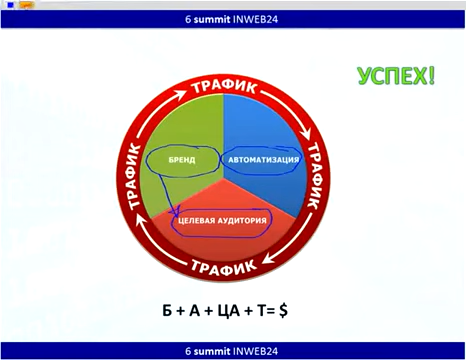 6 summit INWEB24
УСПЕХ!
ТРАФИК
ТРАФИК
ТРАФИК
БРЕНД
АВТОМАТИЗАЦИЯ
ЦЕЛЕВАЯ АУДИТОРИЯ
ТРАФИК
Б + А + ЦА + Т= $
6 summit INWEB24